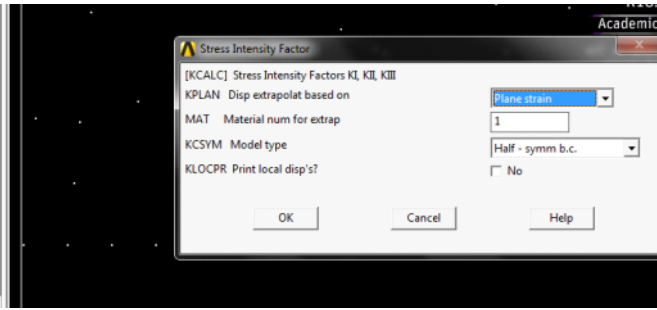 Academic
Stress Intensity Factor
[KCALC] Stress Intensity Factors KI, KII, KIII
KPLAN Disp extrapolat based on
Plane strain
MAT Material num for extrap
1
KCSYM Model type
Half - symm b.c.
KLOCPR Print local disp's?
No
OK Cancel Help